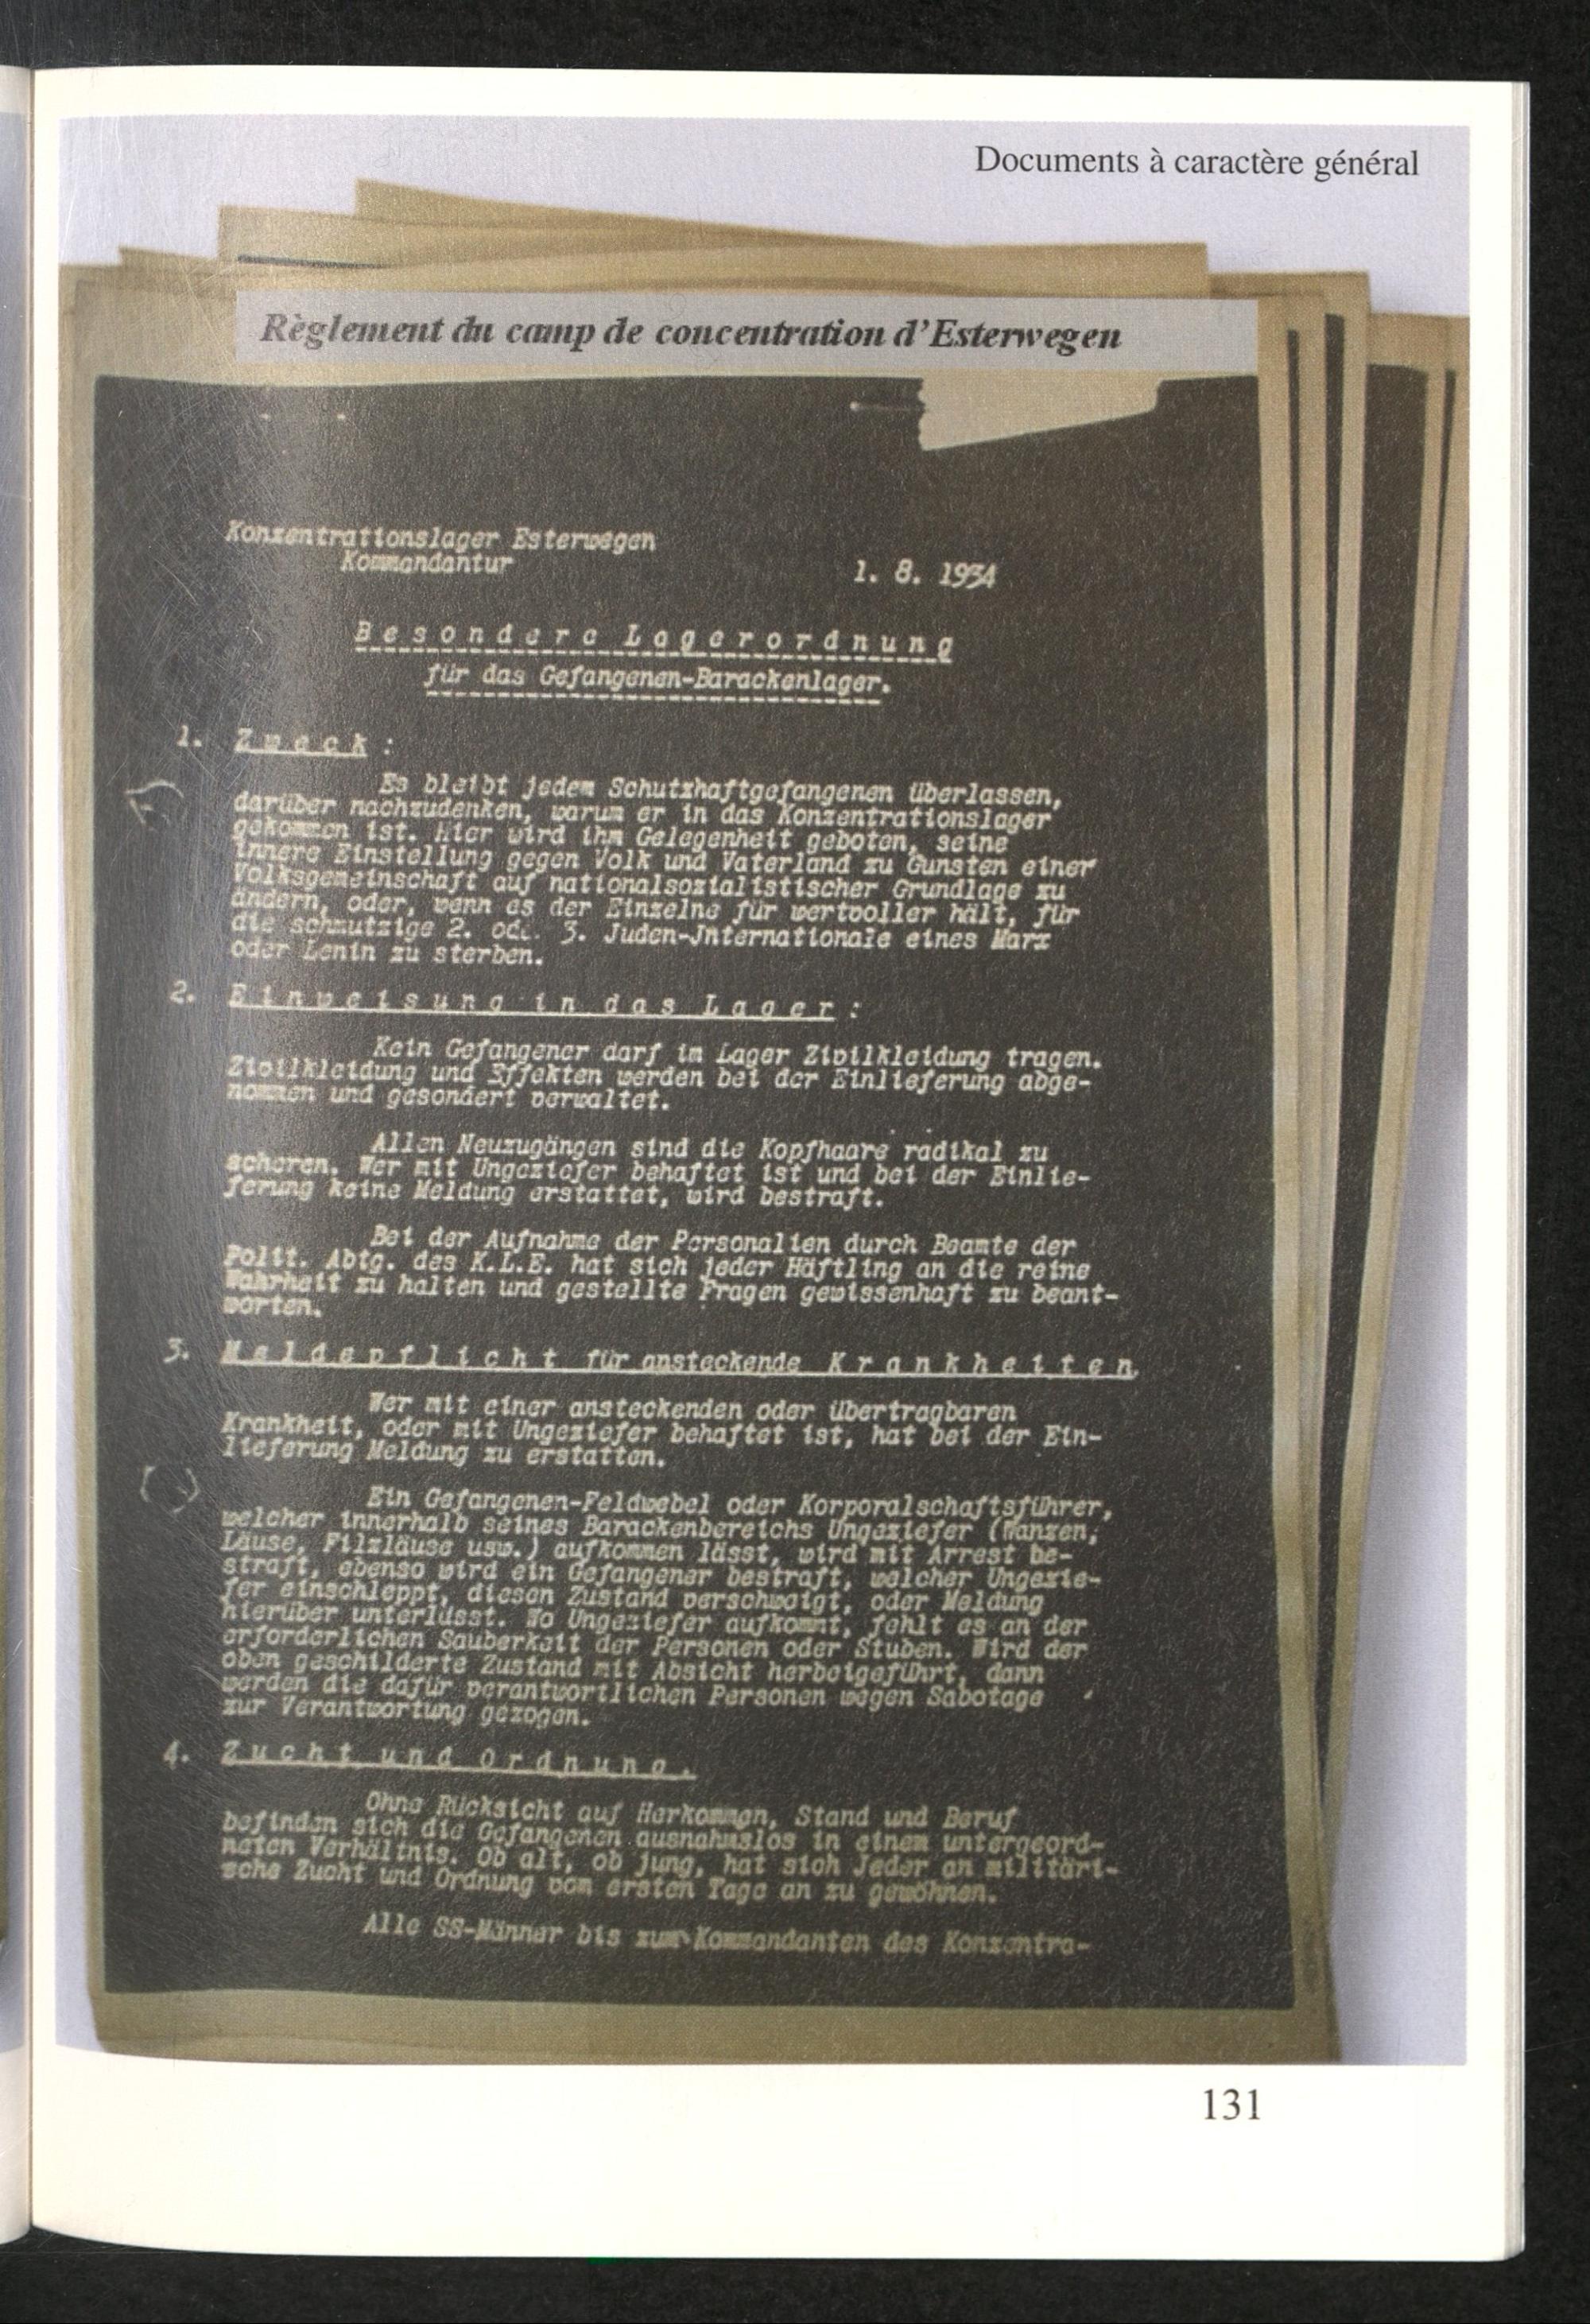 Documents à caractère général
Règlement du camp de concentration d'Esterwegen
Konzentrationslager Esterwegen
Kommandantur
1. 8. 1934
Besondere Lagerordnung
für das Gefangenen-Barackenlager.
1. Zweck:
Es bleibt jedem Schutzhaftgefangenen überlassen,
darüber nachzudenken, warum er in das Konzentrationslager
gekommen ist. Hier wird ihm Gelegenheit geboten, seine
innere Einstellung gegen Volk und Vaterland zu Gunsten einer
Volksgemeinschaft auf nationalsozialistischer Grundlage zu
ändern, oder, wenn es der Einzelne für wertvoller hält, für
die schmutzige 2. od. 3. Juden-Jnternationale eines Marx
oder Lenin zu sterben.
2. Einweisung in das Lager:
Kein Gefangener darf im Lager Zivilkleidung tragen.
Zivilkleidung und Effekten werden bei der Einlieferung abge-
nommen und gesondert verwaltet.
Allen Neuzugängen sind die Kopfhaare radikal zu
scheren. Wer mit Ungeziefer behaftet ist und bei der Einlie-
ferung keine Meldung erstattet, wird bestraft.
Bei der Aufnahme der Personalien durch Beamte der
Polit. Abtg. des K.L.E. hat sich jeder Häftling an die reine
Wahrheit zu halten und gestellte Fragen gewissenhaft zu beant-
worten.
3. Meldepflicht für ansteckende Krankheiten.
Wer mit einer ansteckenden oder übertragbaren
Krankheit, oder mit Ungeziefer behaftet ist, hat bei der Ein-
lieferung Meldung zu erstatten.
Ein Gefangenen-Feldwebel oder Korporalschaftsführer,
welcher innerhalb seines Barackenbereichs Ungeziefer (Wanzen,
Läuse, Filzläuse usw.) aufkommen lässt, wird mit Arrest be-
straft, ebenso wird ein Gefangener bestraft, welcher Ungezie-
fer einschleppt, diesen Zustand verschweigt, oder Meldung
hierüber unterlässt. Wo Ungeziefer aufkommt, fehlt es an der
erforderlichen Sauberkeit der Personen oder Stuben. Wird der
oben geschilderte Zustand mit Absicht herbeigeführt, dann
werden die dafür verantwortlichen Personen wegen Sabotage
zur Verantwortung gezogen.
4. Zucht und Ordnung.
Ohne Rücksicht auf Herkommen, Stand und Beruf
befinden sich die Gefangenen ausnahmslos in einem untergeord-
neten Verhältnis. Ob alt, ob jung, hat sich Jeder an militäri-
sche Zucht und Ordnung vom ersten Tage an zu gewöhnen.
Alle SS-Männer bis zum Kommandanten des Konzentra-
131